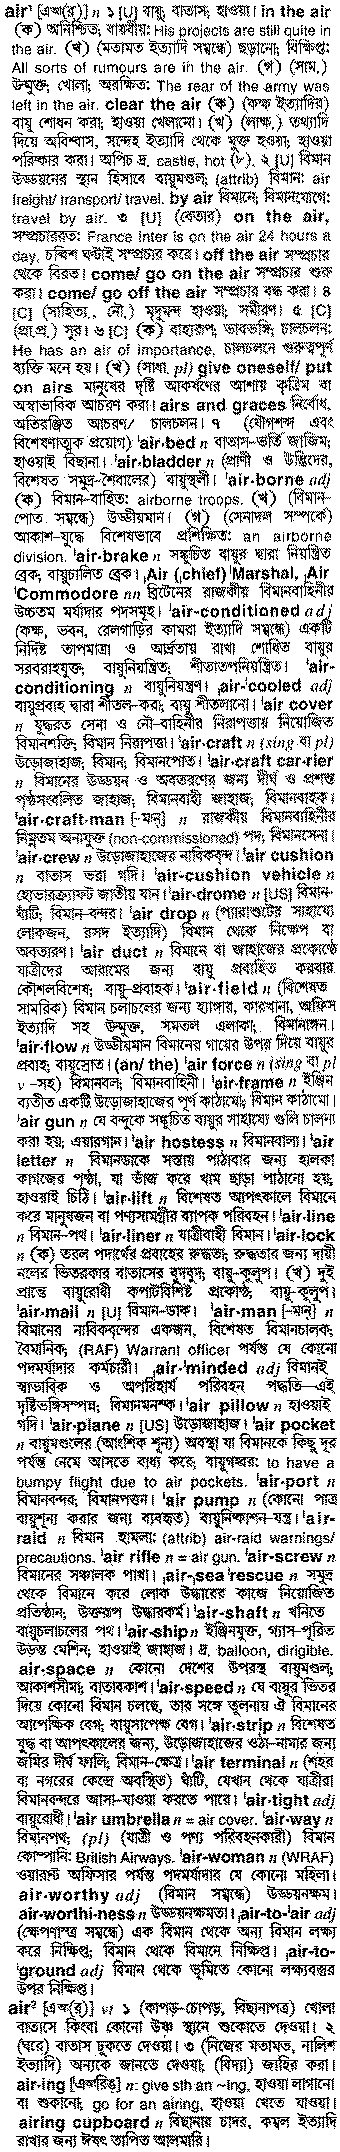 air¹ [এআ(র্)] n ১ [U] বায়ু; বাতাস; হাওয়া। in the air
(ক) অনিশ্চিত; বায়বীয়: His projects are still quite in
the air. (খ) (মতামত ইত্যাদি সম্বন্ধে) ছড়ানো; বিক্ষিপ্ত:
All sorts of rumours are in the air. (গ) (সাম.)
উন্মুক্ত; খোলা; অরক্ষিত: The rear of the army was
left in the air. clear the air (ক) (কক্ষ ইত্যাদির)
বায়ু শোধন করা; হাওয়া খেলানো। (খ) (লাক্ষ.) তথ্যাদি
দিয়ে অবিশ্বাস, সন্দেহ ইত্যাদি থেকে মুক্ত হওয়া; হাওয়া
পরিষ্কার করা। অপিচ দ্র. castle, hot (৮). ২ [U] বিমান
উড্ডয়নের স্থান হিসাবে বায়ুমণ্ডল; (attrib) বিমান: air
freight/ transport/ travel. by air বিমানে; বিমানযোগে:
travel by air. ৩ [U] (বেতার) on the air,
সম্প্রচাররত: France Inter is on the air 24 hours a
day, চব্বিশ ঘণ্টাই সম্প্রচার করে। off the air সম্প্রচার
থেকে বিরত। come/ go on the air সম্প্রচার শুরু
করা। come/ go off the air সম্প্রচার বন্ধ করা। ৪
[C] (সাহিত্য., নৌ.) মৃদুমন্দ হাওয়া; সমীরণ। ৫ [C]
(প্রা.প্র.) সুর। ৬ [C] (ক) বাহ্যরূপ; ভাবভঙ্গি; চালচলন:
He has an air of importance, চালচলনে গুরুত্বপূর্ণ
ব্যক্তি মনে হয়। (খ) (সাধা. pl) give oneself/ put
on airs মানুষের দৃষ্টি আকর্ষণের আশায় কৃত্রিম বা
অস্বাভাবিক আচরণ করা। airs and graces নির্বোধ,
অতিরঞ্জিত আচরণ/ চালচলন। ৭ (যৌগশব্দ এবং
বিশেষণাত্মক প্রয়োগ) ˈair-bed n বাতাস-ভর্তি জাজিম;
হাওয়াই বিছানা। ˈair-bladder n (প্রাণী ও উদ্ভিদের,
বিশেষত সমুদ্র-শৈবালের) বায়ুস্থলী। ˈair-borne adj
(ক) বিমান-বাহিত: airborne troops. (খ) (বিমান-
পোত সম্বন্ধে) উড্ডীয়মান। (গ) (সেনাদল সম্পর্কে)
আকাশ-যুদ্ধে বিশেষভাবে প্রশিক্ষিত: an airborne
division. ˈair-brake n সঙ্কুচিত বায়ুর দ্বারা নিয়ন্ত্রিত
ব্রেক; বায়ুচালিত ব্রেক। ˌAir (ˌchief) ˈMarshal, ˌAir
ˈCommodore nn ব্রিটেনের রাজকীয় বিমানবাহিনীর
উচ্চতম মর্যাদার পদসমূহ। ˈair-conditioned adj
(কক্ষ, ভবন, রেলগাড়ির কামরা ইত্যাদি সম্বন্ধে) একটি
নির্দিষ্ট তাপমাত্রা ও আর্দ্রতায় রাখা শোধিত বায়ুর
সরবরাহযুক্ত; বায়ুনিয়ন্ত্রিত; শীতাতপনিয়ন্ত্রিত। ˈair-
conditioning n বায়ুনিয়ন্ত্রণ। ˌair-ˈcooled adj
বায়ুপ্রবাহ দ্বারা শীতল-করা; বায়ু শীতলানো। ˈair cover
n যুদ্ধরত সেনা ও নৌ-বাহিনীর নিরাপত্তায় নিয়োজিত
বিমানশক্তি; বিমান নিরাপত্তা। ˈair-craft n (sing বা pl)
উড়োজাহাজ; বিমান; বিমানপোত। ˈair-craft car-rier
n বিমানের উড্ডয়ন ও অবতরণের জন্য দীর্ঘ ও প্রশস্ত
পৃষ্ঠসংবলিত জাহাজ; বিমানবাহী জাহাজ; বিমানবাহক।
ˈair-craft-man [-মান্] n রাজকীয় বিমানবাহিনীর
নিম্নতম অনাযুক্ত (non-commissioned) পদ; বিমানসেনা।
ˈair-crew n উড়োজাহাজের নাবিকবৃন্দ। ˈair cushion
n বাতাস ভরা গদি। ˈair-cushion vehicle n
হোভারক্র্যাফট জাতীয় যান। ˈair-drome n [US] বিমান-
ঘাঁটি; বিমান-বন্দর। ˈair drop n (প্যারাশুটের সাহায্যে
লোকজন, রসদ ইত্যাদি) বিমান থেকে নিক্ষেপ বা
অবতারণ। ˈair duct n বিমানে বা জাহাজের প্রকোষ্ঠে
যাত্রীদের আরামের জন্য বায়ু প্রবাহিত করবার
কৌশলবিশেষ; বায়ু-প্রবাহক। ˈair-field n (বিশেষত
সামরিক) বিমান চলাচলের জন্য হ্যাঙ্গার, কারখানা, অফিস
ইত্যাদি সহ উন্মুক্ত, সমতল এলাকা; বিমানাঙ্গন।
ˈair-flow n উড্ডীয়মান বিমানের গায়ের উপর দিয়ে বায়ুর
প্রবাহ; বায়ুস্রোত। (an/ the) ˈair force n (sing বা pl
v –সহ) বিমানবল; বিমানবাহিনী। ˈair-frame n ইঞ্জিন
ব্যতীত একটি উড়োজাহাজের পূর্ণ কাঠামো; বিমান কাঠামো।
ˈair gun n যে বন্দুকে সঙ্কুচিত বায়ুর সাহায্যে গুলি চালনা
করা হয়; এয়ারগান। ˈair hostess n বিমানবালা। ˈair
letter n বিমানডাকে সস্তায় পাঠাবার জন্য হালকা
কাগজের পৃষ্ঠা, যা ভাঁজ করে খাম ছাড়া পাঠানো হয়;
হাওয়াই চিঠি। ˈair-lift n বিশেষত আপৎকালে বিমানে
করে মানুষজন বা পণ্যসামগ্রীর ব্যাপক পরিবহন। ˈair-line
n বিমান-পথ। ˈair-liner n যাত্রীবাহী বিমান। ˈair-lock
n (ক) তরল পদার্থের প্রবাহের রুদ্ধতা; রুদ্ধতার জন্য দায়ী
নলের ভিতরকার বাতাসের বুদ্বুদ; বায়ু-কুলুপ। (খ) দুই
প্রান্তে বায়ুরোধী কপাটবিশিষ্ট প্রকোষ্ঠ; বায়ু-কুলুপ।
ˈair-mail n [U] বিমান-ডাক। ˈair-man [-মান্] n
বিমানের নাবিকবৃন্দের একজন, বিশেষত বিমানচালক;
বৈমানিক; (RAF) Warrant officer পর্যন্ত যে কোনো
পদমর্যাদার কর্মচারী। ˌair-ˈminded adj বিমানই
স্বাভাবিক ও অপরিহার্য পরিবহন পদ্ধতি—এই
দৃষ্টিভঙ্গিসম্পন্ন; বিমানমনস্ক। ˈair pillow n হাওয়াই
গদি। ˈair-plane n [US] উড়োজাহাজ। ˈair pocket
n বায়ুমণ্ডলের (আংশিক শূন্য) অবস্থা যা বিমানকে কিছু দূর
পর্যন্ত নেমে আসতে বাধ্য করে; বায়ুগহ্বর: to have a
bumpy flight due to air pockets. ˈair-port n
বিমানবন্দর; বিমানপত্তন। ˈair pump n (কোনো পাত্র
বায়ুশূন্য করার জন্য ব্যবহৃত) বায়ুনিষ্কাশন-যন্ত্র। ˈair-
raid n বিমান হামলা: (attrib) air-raid warnings/
precautions. ˈair rifle n = air gun. ˈair-screw n
বিমানের সঞ্চালক পাখা। ˌair-ˌsea ˈrescue n সমুদ্র
থেকে বিমানে করে লোক উদ্ধারের কাজে নিয়োজিত
প্রতিষ্ঠান; উক্তরূপ উদ্ধারকর্ম। ˈair-shaft n খনিতে
বায়ুচলাচলের পথ। ˈair-ship n ইঞ্জিনযুক্ত, গ্যাস-পূরিত
উড়ন্ত মেশিন; হাওয়াই জাহাজ। দ্র. balloon, dirigible.
air-space n কোনো দেশের উপরস্থ বায়ুমণ্ডল;
আকাশসীমা; বাতাবকাশ। ˈair-speed n যে বায়ুর ভিতর
দিয়ে কোনো বিমান চলছে, তার সঙ্গে তুলনায় ঐ বিমানের
আপেক্ষিক বেগ; বায়ুসাপেক্ষ বেগ। ˈair-strip n বিশেষত
যুদ্ধ বা আপৎকালের জন্য, উড়োজাহাজের ওঠা-নামার জন্য
জমির দীর্ঘ ফালি; বিমান-ক্ষেত্র। ˈair terminal n (শহর
বা নগরের কেন্দ্রে অবস্থিত) ঘাঁটি, যেখান থেকে যাত্রীরা
বিমানবন্দরে আসা-যাওয়া করতে পারে। ˈair-tight adj
বায়ুরোধী। ˈair umbrella n = air cover. ˈair-way n
বিমানপথ; (pl) (যাত্রী ও পণ্য পরিবহনকারী) বিমান
কোম্পানি: British Airways. ˈair-woman n (WRAF)
ওয়ারান্ট অফিসার পর্যন্ত পদমর্যাদার যে কোনো মহিলা।
air-worthy adj (বিমান সম্বন্ধে) উড্ডয়নক্ষম।
air-worthi-ness n উড্ডয়নক্ষমতা। ˌair-to-ˈair adj
(ক্ষেপণাস্ত্র সম্বন্ধে) এক বিমান থেকে অন্য বিমান লক্ষ্য
করে নিক্ষিপ্ত; বিমান থেকে বিমানে নিক্ষিপ্ত। ˌair-to-
ˈground adj বিমান থেকে ভূমিতে কোনো লক্ষ্যবস্তুর
উপর নিক্ষিপ্ত।
air² [এআ(র্)] vt ১ (কাপড়-চোপড়, বিছানাপত্র) খোলা
বাতাসে কিংবা কোনো উষ্ণ স্থানে শুকোতে দেওয়া। ২
(ঘরে) বাতাস ঢুকতে দেওয়া। ৩ (নিজের মতামত, নালিশ
ইত্যাদি) অন্যকে জানতে দেওয়া; (বিদ্যা) জাহির করা।
air-ing [এআরিঙ্] n: give sth an ~ing, হাওয়া লাগানো
বা শুকানো; go for an airing, হাওয়া খেতে যাওয়া।
airing cupboard n বিছানার চাদর, কম্বল ইত্যাদি
রাখার জন্য ঈষৎ তাপিত আলমারি।